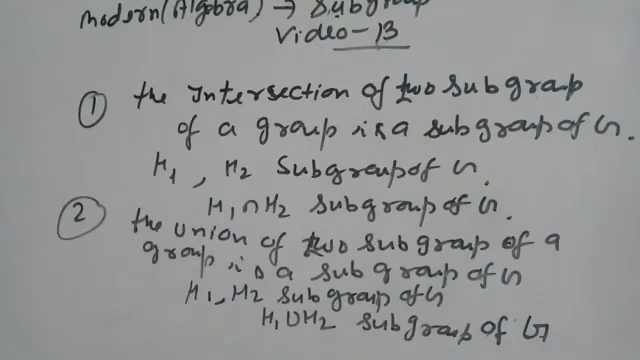 modern (Algebra) → Subgroup
Video-13
① the Intersection of two subgroup
of a group is a subgroup of G.
H1, H2 Subgroup of G.
H1∩H2 subgroup of G.
② the union of two subgroup of a
group is a subgroup of G
H1, H2 subgroup of G
H1∪H2 subgroup of G